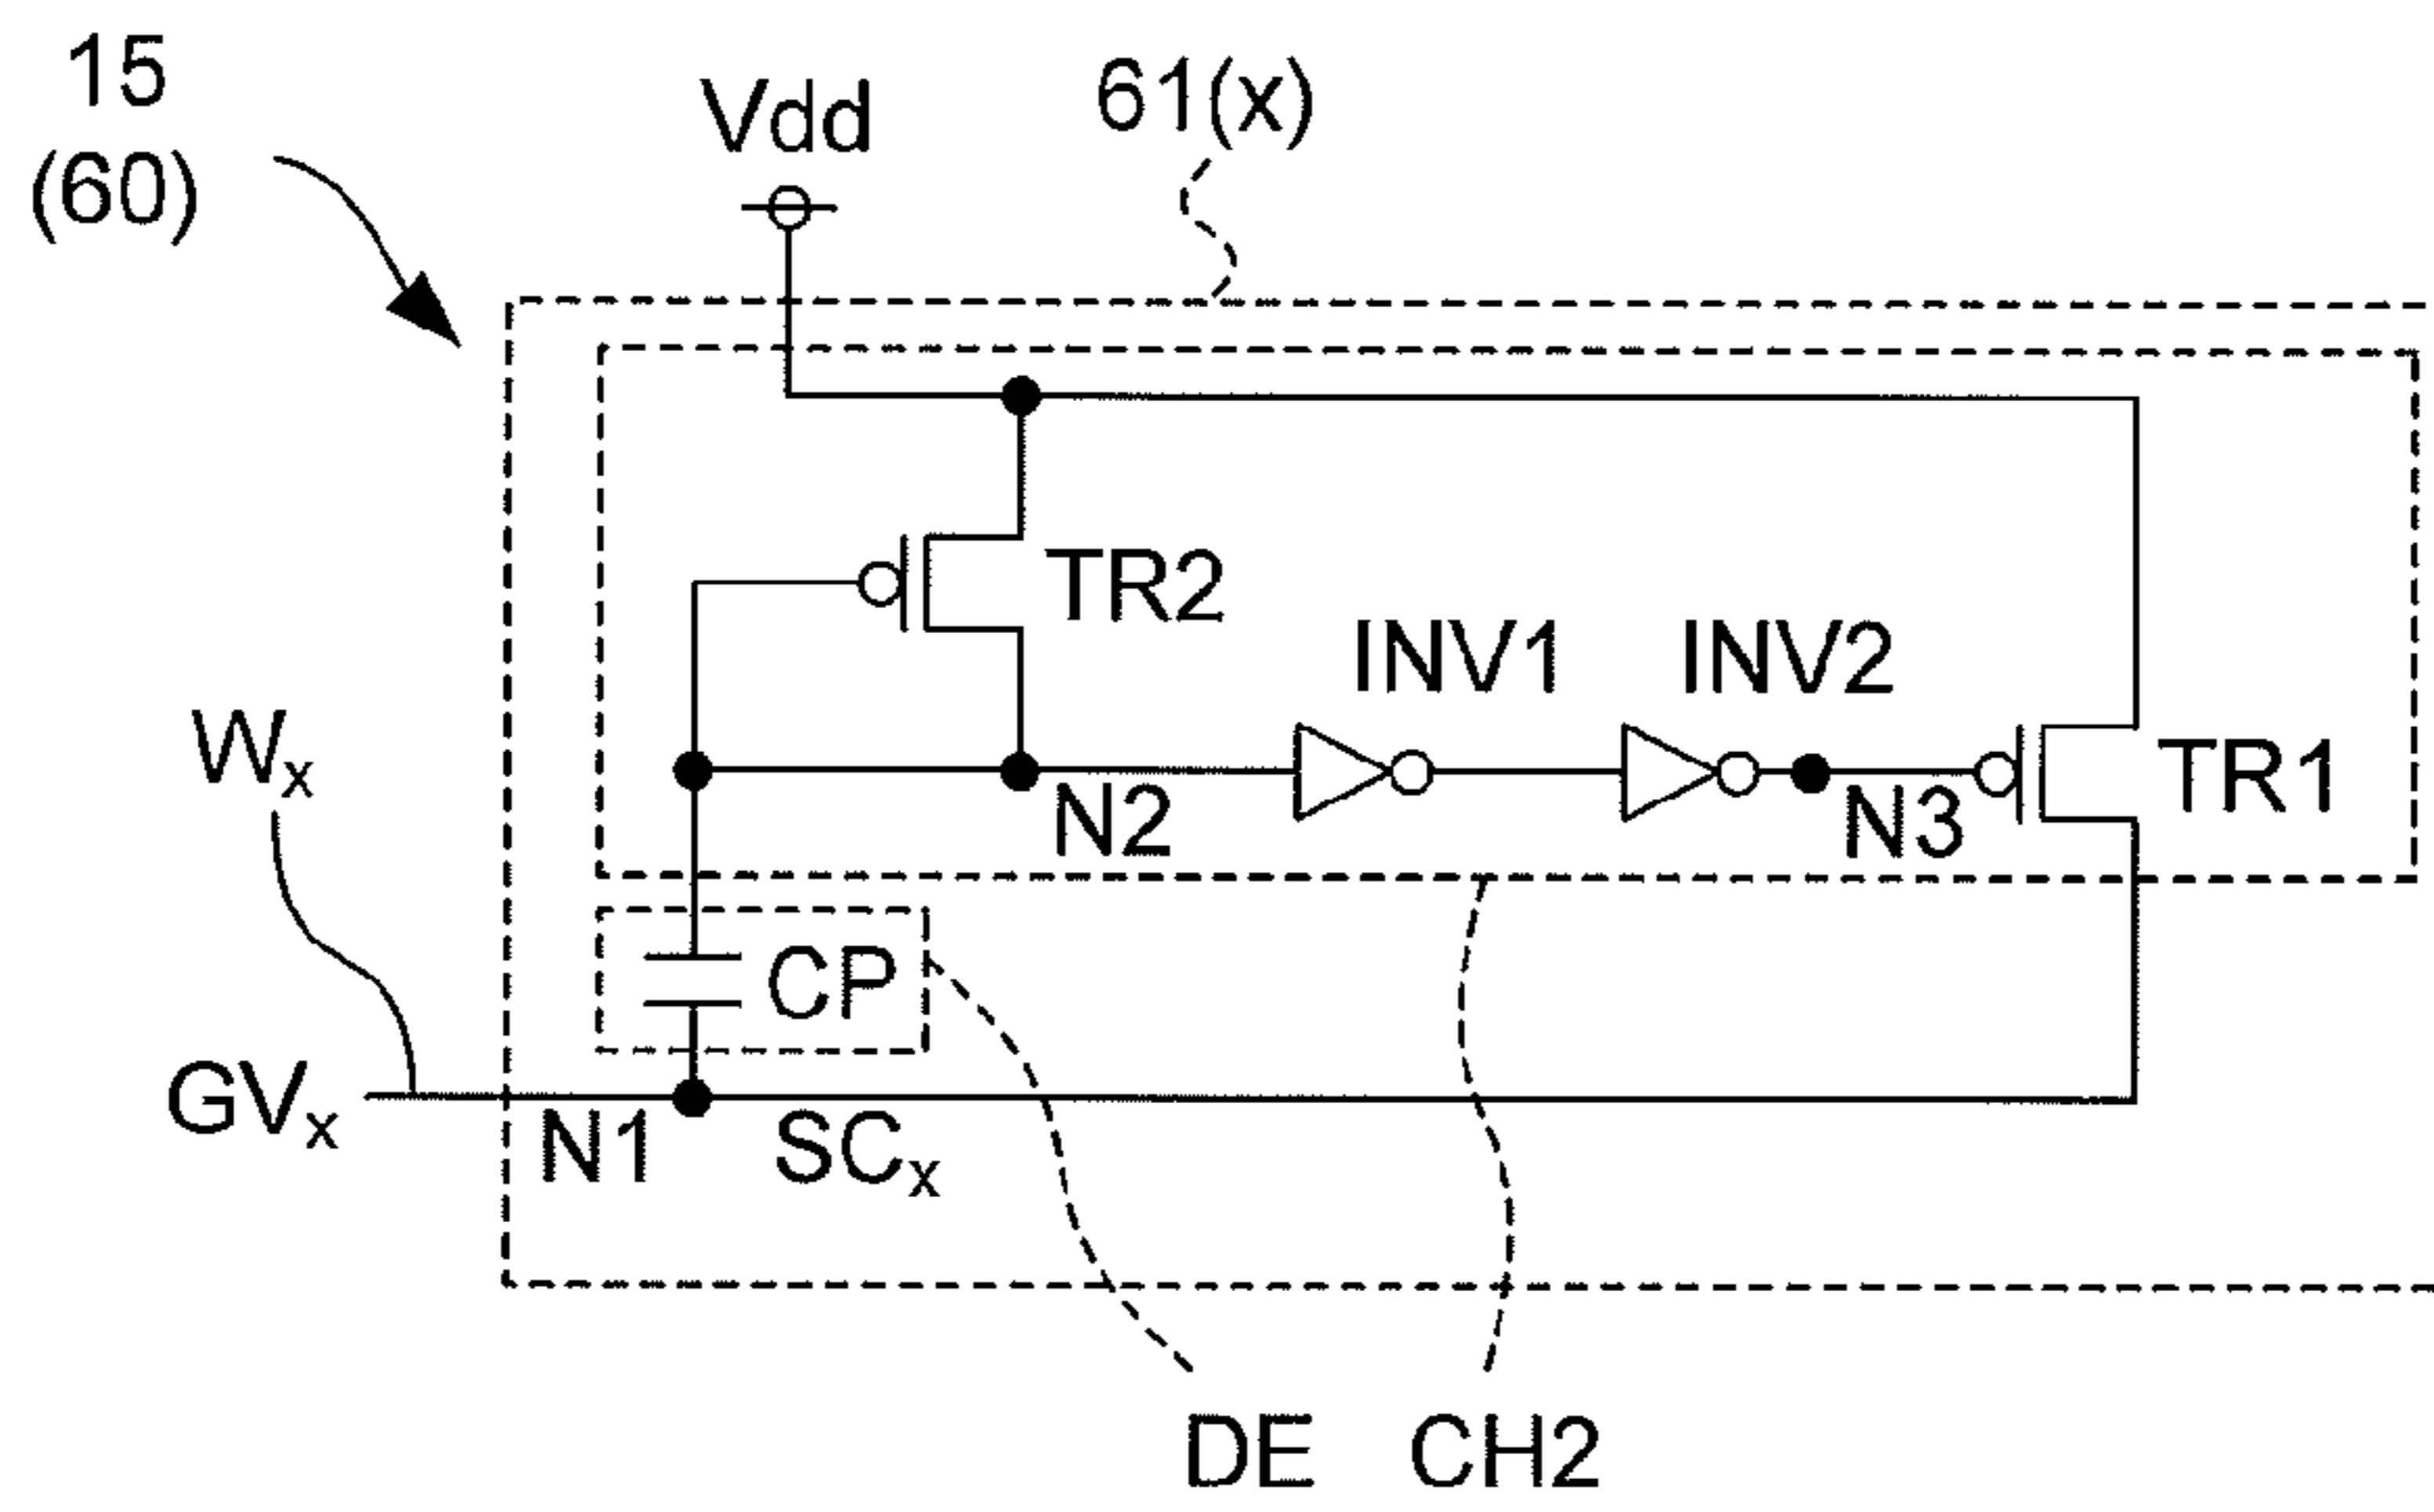 15
(60)
Vdd
61(x)
TR2
INV1
INV2
Wx
TR1
N2
N3
CP
GVx
N1
SCx
DE
CH2